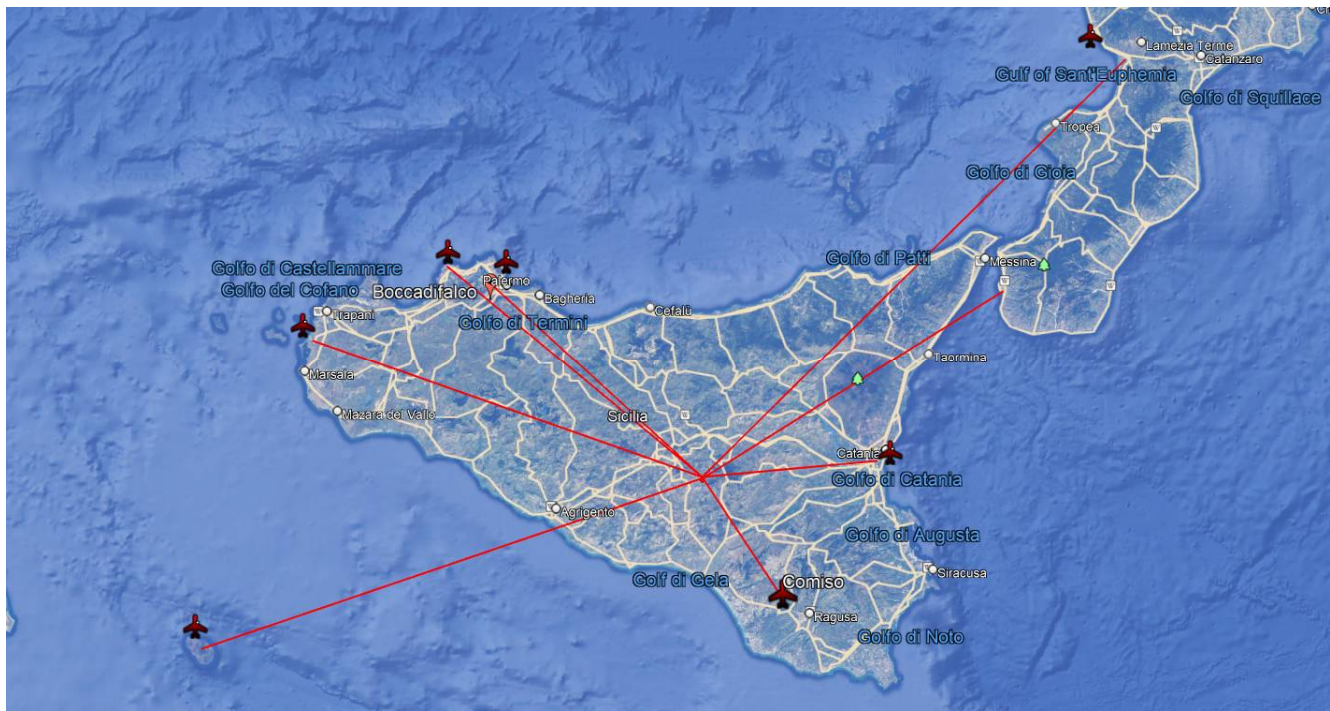 Lamezia Terme
Catanzaro
Gulf of Sant'Euphemia
Golfo di Squillace
Tropea
Golfo di Gioia
Golfo di Patti
Messina
Golfo di Castellammare
Palermo
Golfo del Cofano
Boccadifalco
Bagheria
Trapani
Golfo di Termini
Cefalù
Taormina
Marsala
Mazara del Vallo
Sicilia
Catania
Golfo di Catania
Agrigento
Golfo di Augusta
Siracusa
Golf di Gela
Comiso
Ragusa
Golfo di Noto